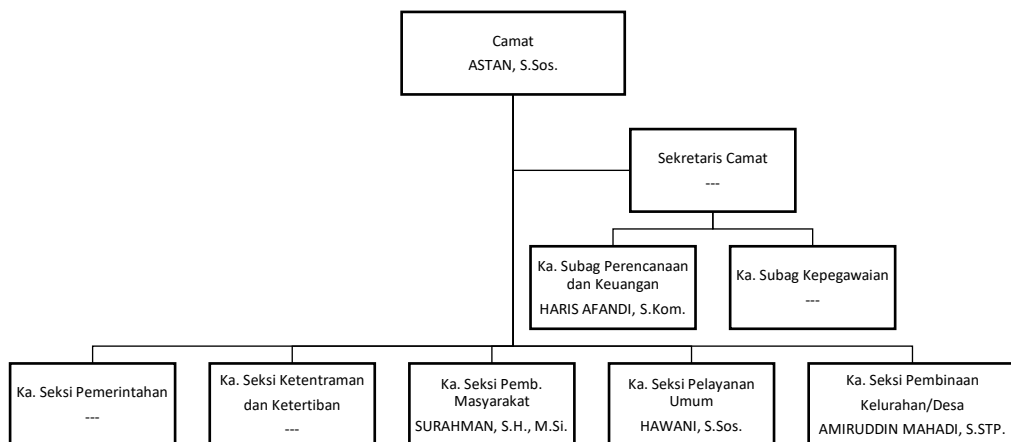 Camat
ASTAN, S.Sos.
Sekretaris Camat
---
Ka. Subag Perencanaan
dan Keuangan
HARIS AFANDI, S.Kom.
Ka. Subag Kepegawaian
---
Ka. Seksi Pemerintahan
---
Ka. Seksi Ketentraman
dan Ketertiban
---
Ka. Seksi Pemb.
Masyarakat
SURAHMAN, S.H., M.Si.
Ka. Seksi Pelayanan
Umum
HAWANI, S.Sos.
Ka. Seksi Pembinaan
Kelurahan/Desa
AMIRUDDIN MAHADI, S.STP.